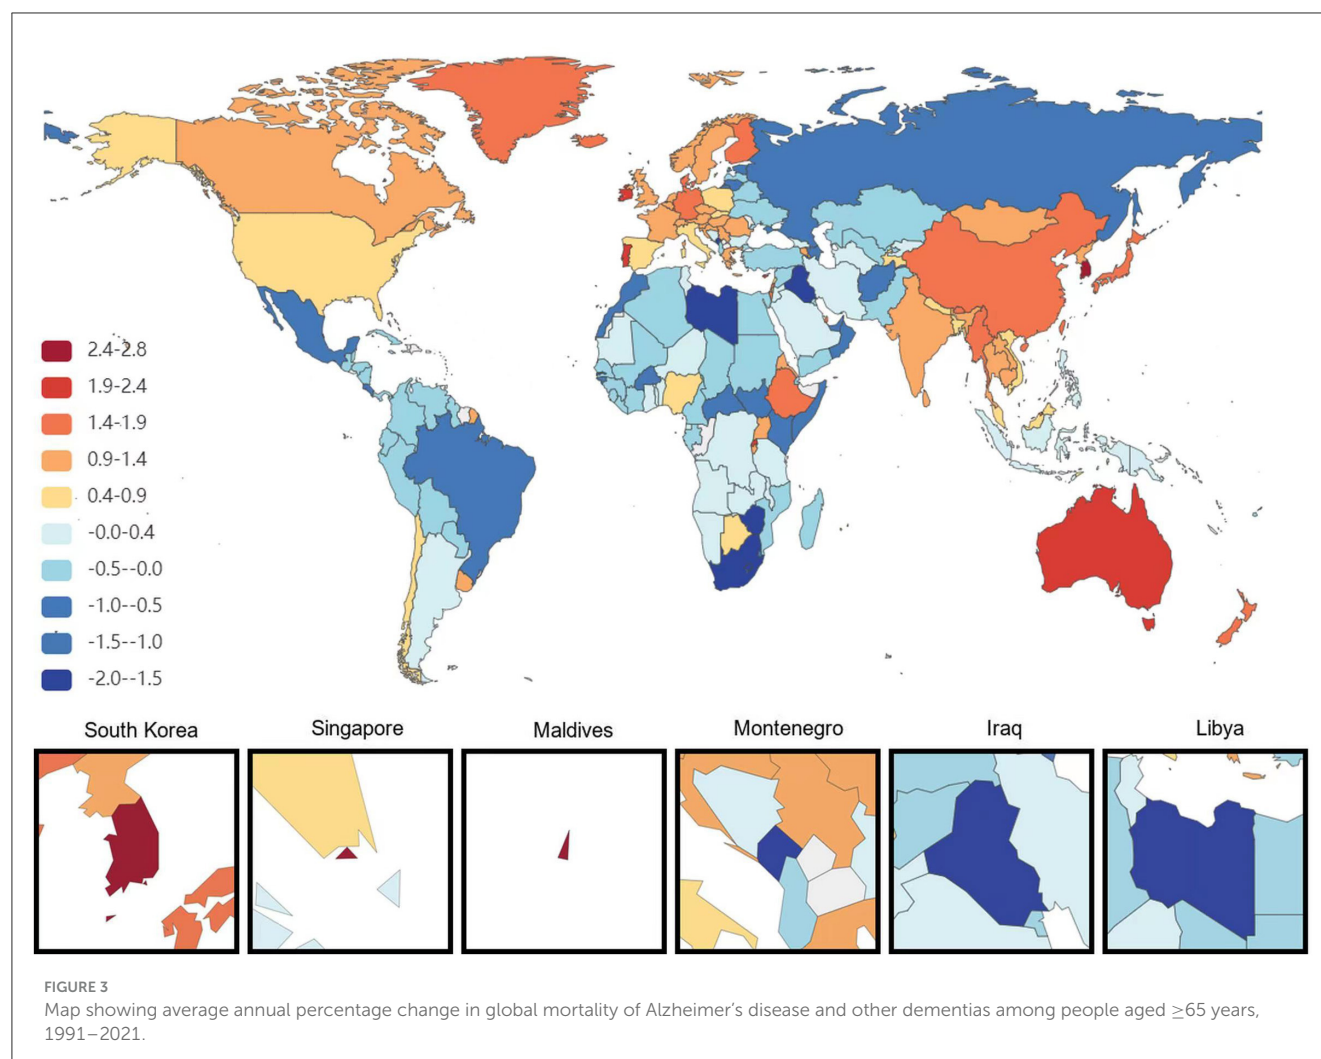 2.4-2.8
1.9-2.4
1.4-1.9
0.9-1.4
0.4-0.9
-0.0-0.4
-0.5--0.0
-1.0--0.5
-1.5--1.0
-2.0--1.5
South Korea
Singapore
Maldives
Montenegro
Iraq
Libya
FIGURE 3
Map showing average annual percentage change in global mortality of Alzheimer's disease and other dementias among people aged ≥65 years,
1991–2021.